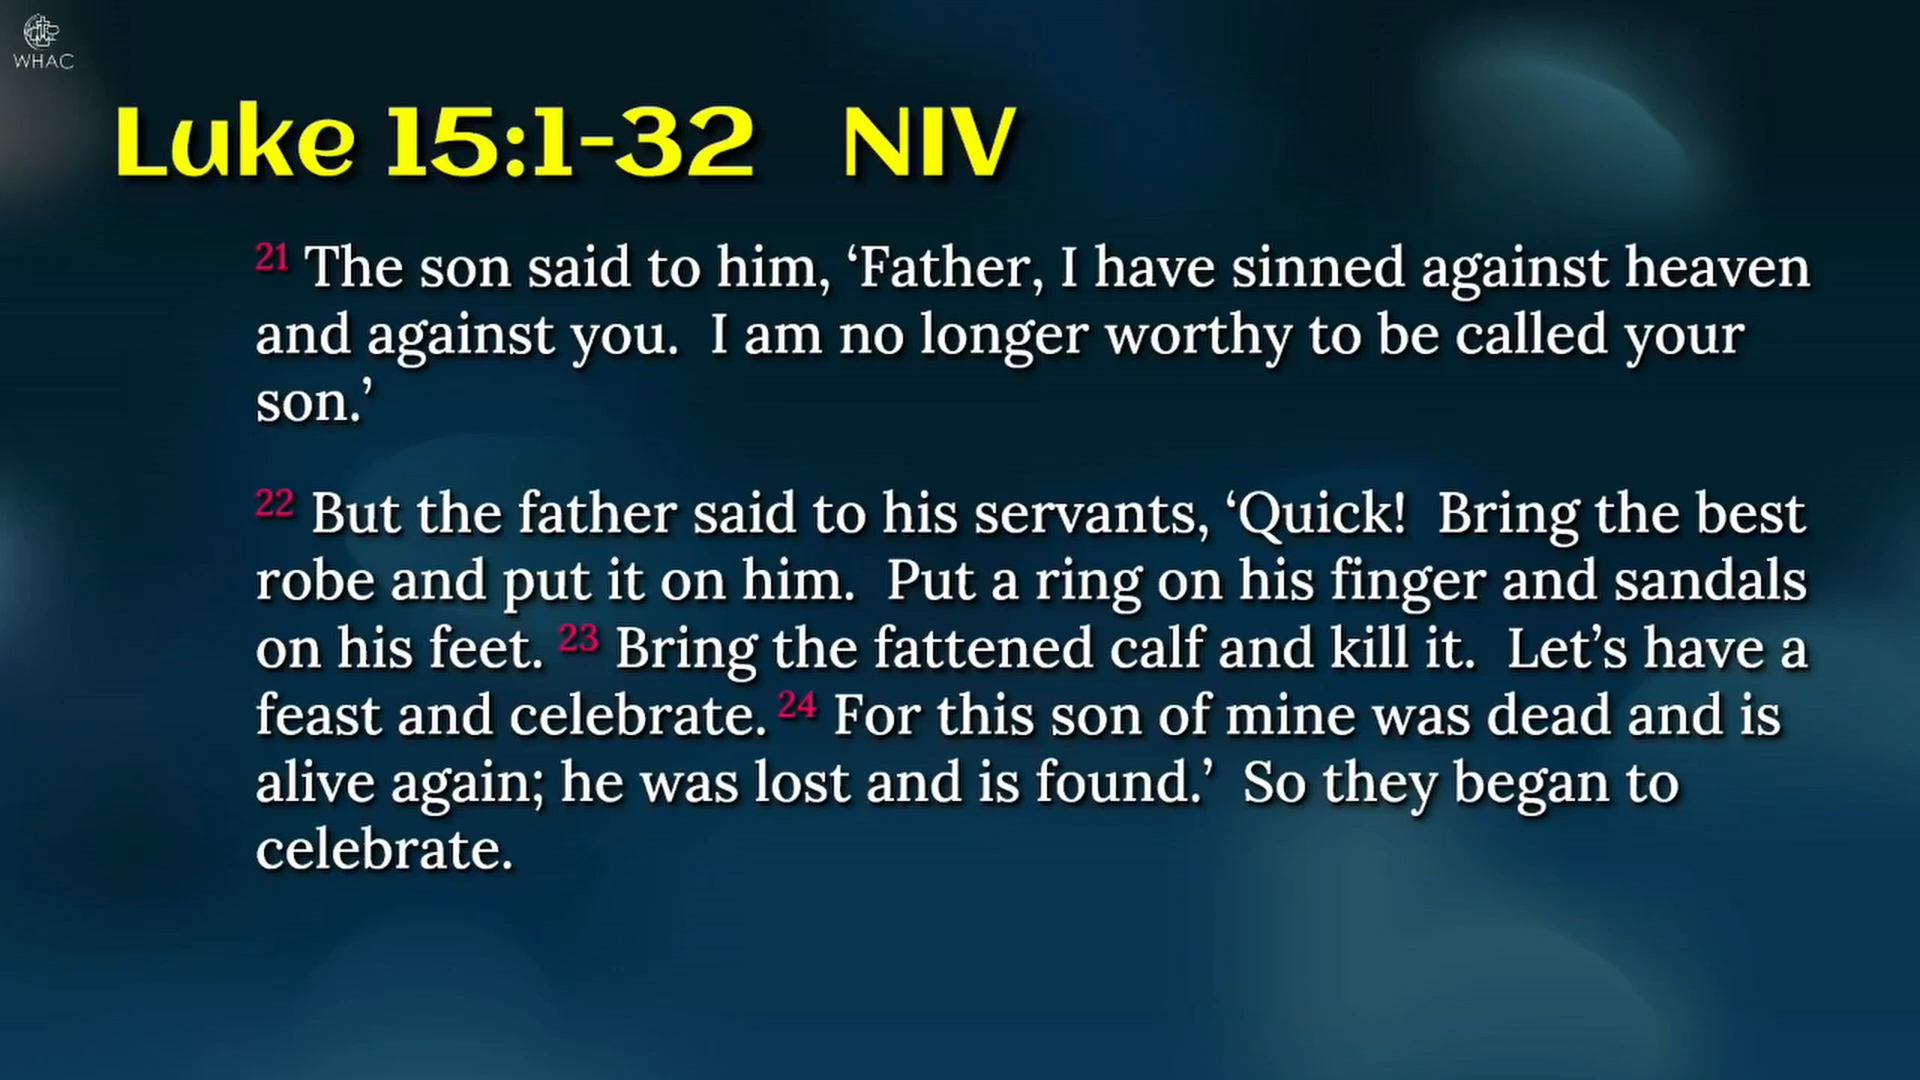 WHAC
Luke 15:1-32 NIV
21 The son said to him, ‘Father, I have sinned against heaven
and against you. I am no longer worthy to be called your
son.’
22 But the father said to his servants, ‘Quick! Bring the best
robe and put it on him. Put a ring on his finger and sandals
on his feet. 23 Bring the fattened calf and kill it. Let’s have a
feast and celebrate. 24 For this son of mine was dead and is
alive again; he was lost and is found.’ So they began to
celebrate.